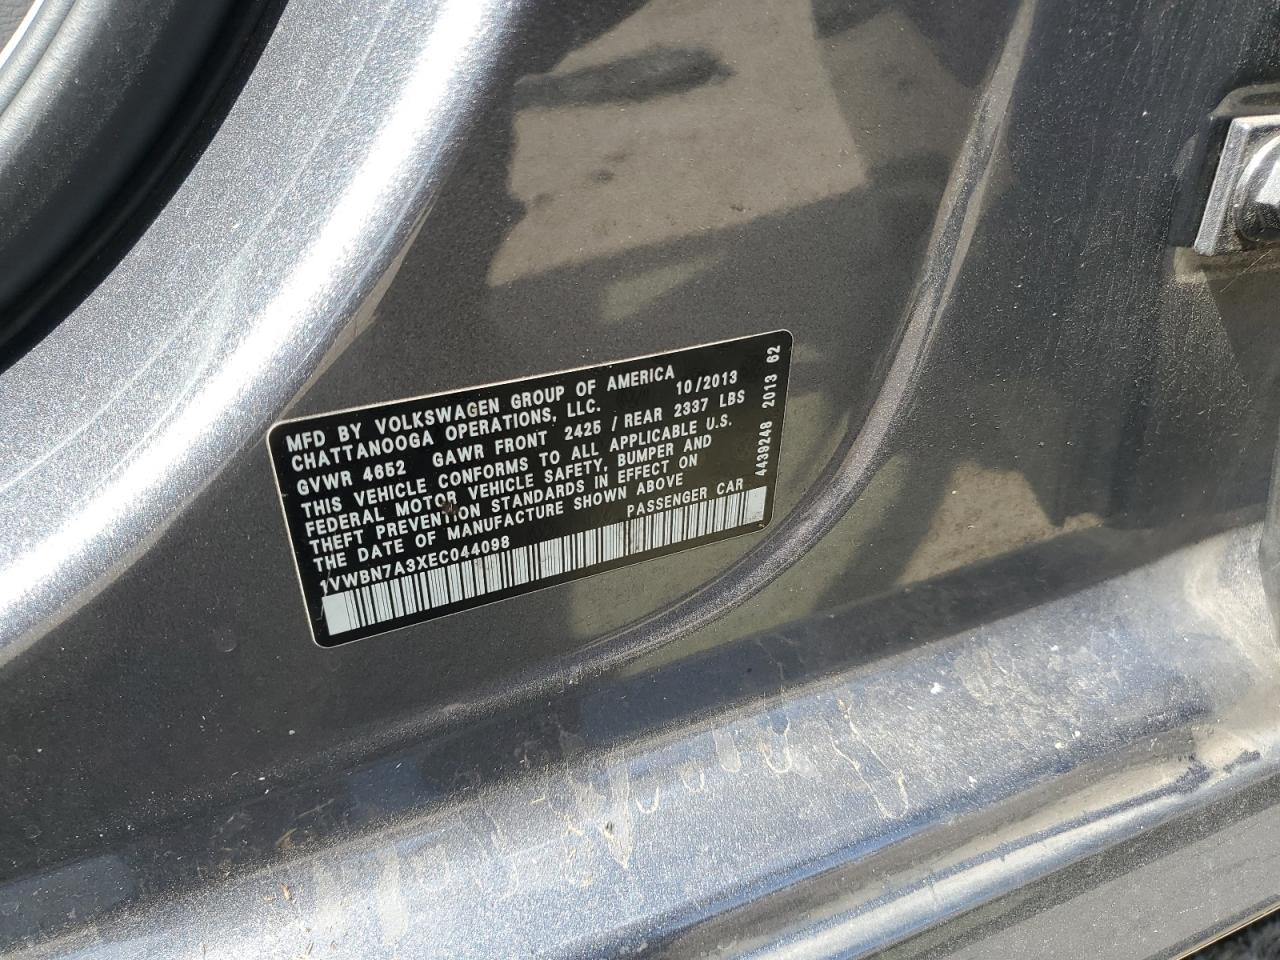 MFD BY VOLKSWAGEN GROUP OF AMERICA
CHATTANOOGA OPERATIONS, LLC. 10/2013
GVWR 4652 GAWR FRONT 2425 / REAR 2337 LBS
THIS VEHICLE CONFORMS TO ALL APPLICABLE U.S.
FEDERAL MOTOR VEHICLE SAFETY, BUMPER AND
THEFT PREVENTION STANDARDS IN EFFECT ON
THE DATE OF MANUFACTURE SHOWN ABOVE
1VWBN7A3XEC044098 PASSENGER CAR
4439248 2013 62